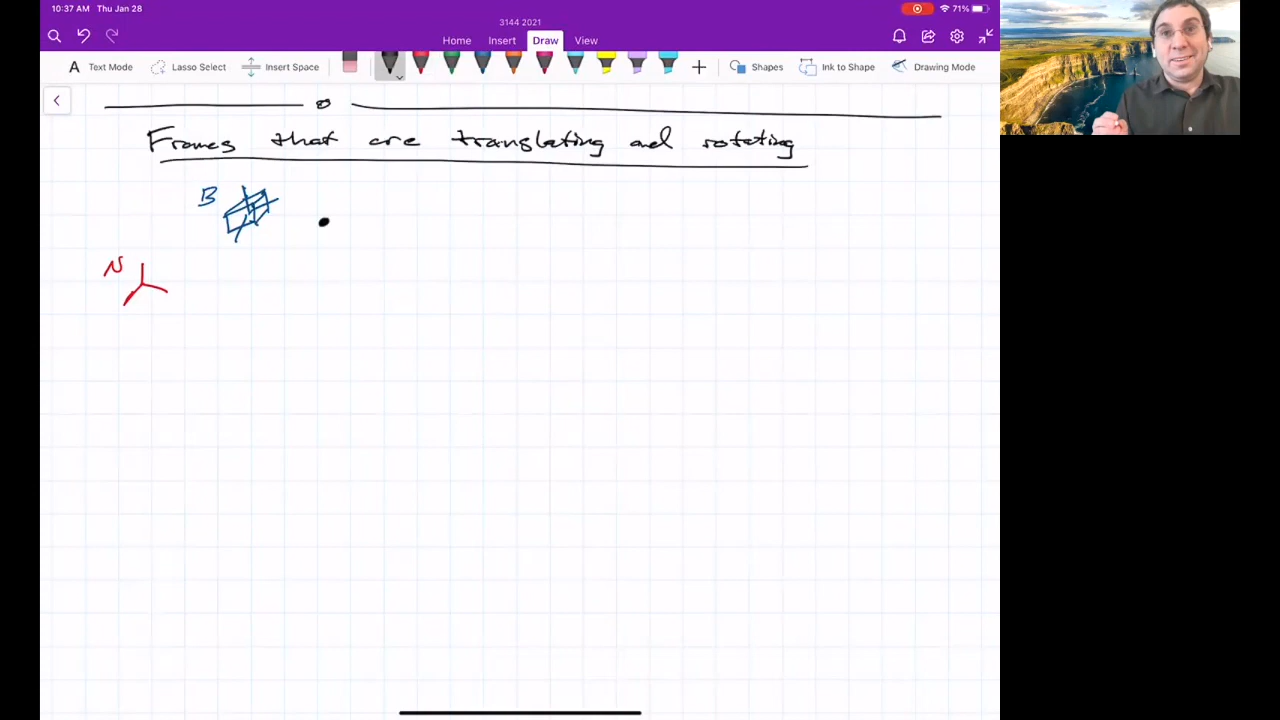 10:37 AM Thu Jan 28
71%
3144 2021
Home Insert Draw View
A Text Mode Lasso Select Insert Space Shapes Ink to Shape Drawing Mode
Frames that are translating and rotating
B
N